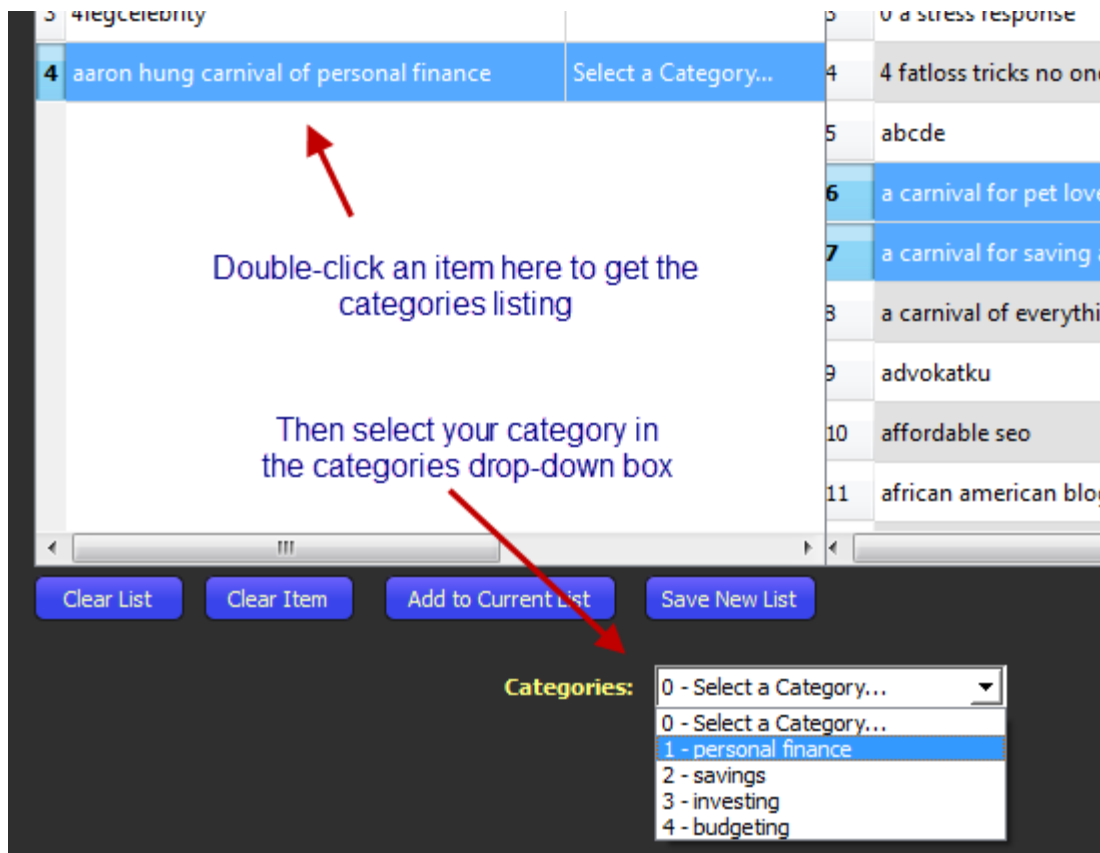 3 4legcelebrity
4 aaron hung carnival of personal finance Select a Category...
Double-click an item here to get the
categories listing
Then select your category in
the categories drop-down box
3 0 a stress response
4 4 fatloss tricks no one
5 abcde
6 a carnival for pet love
7 a carnival for saving a
8 a carnival of everythi
9 advokatku
10 affordable seo
11 african american blog
Clear List Clear Item Add to Current List Save New List
Categories: 0 - Select a Category...
0 - Select a Category...
1 - personal finance
2 - savings
3 - investing
4 - budgeting